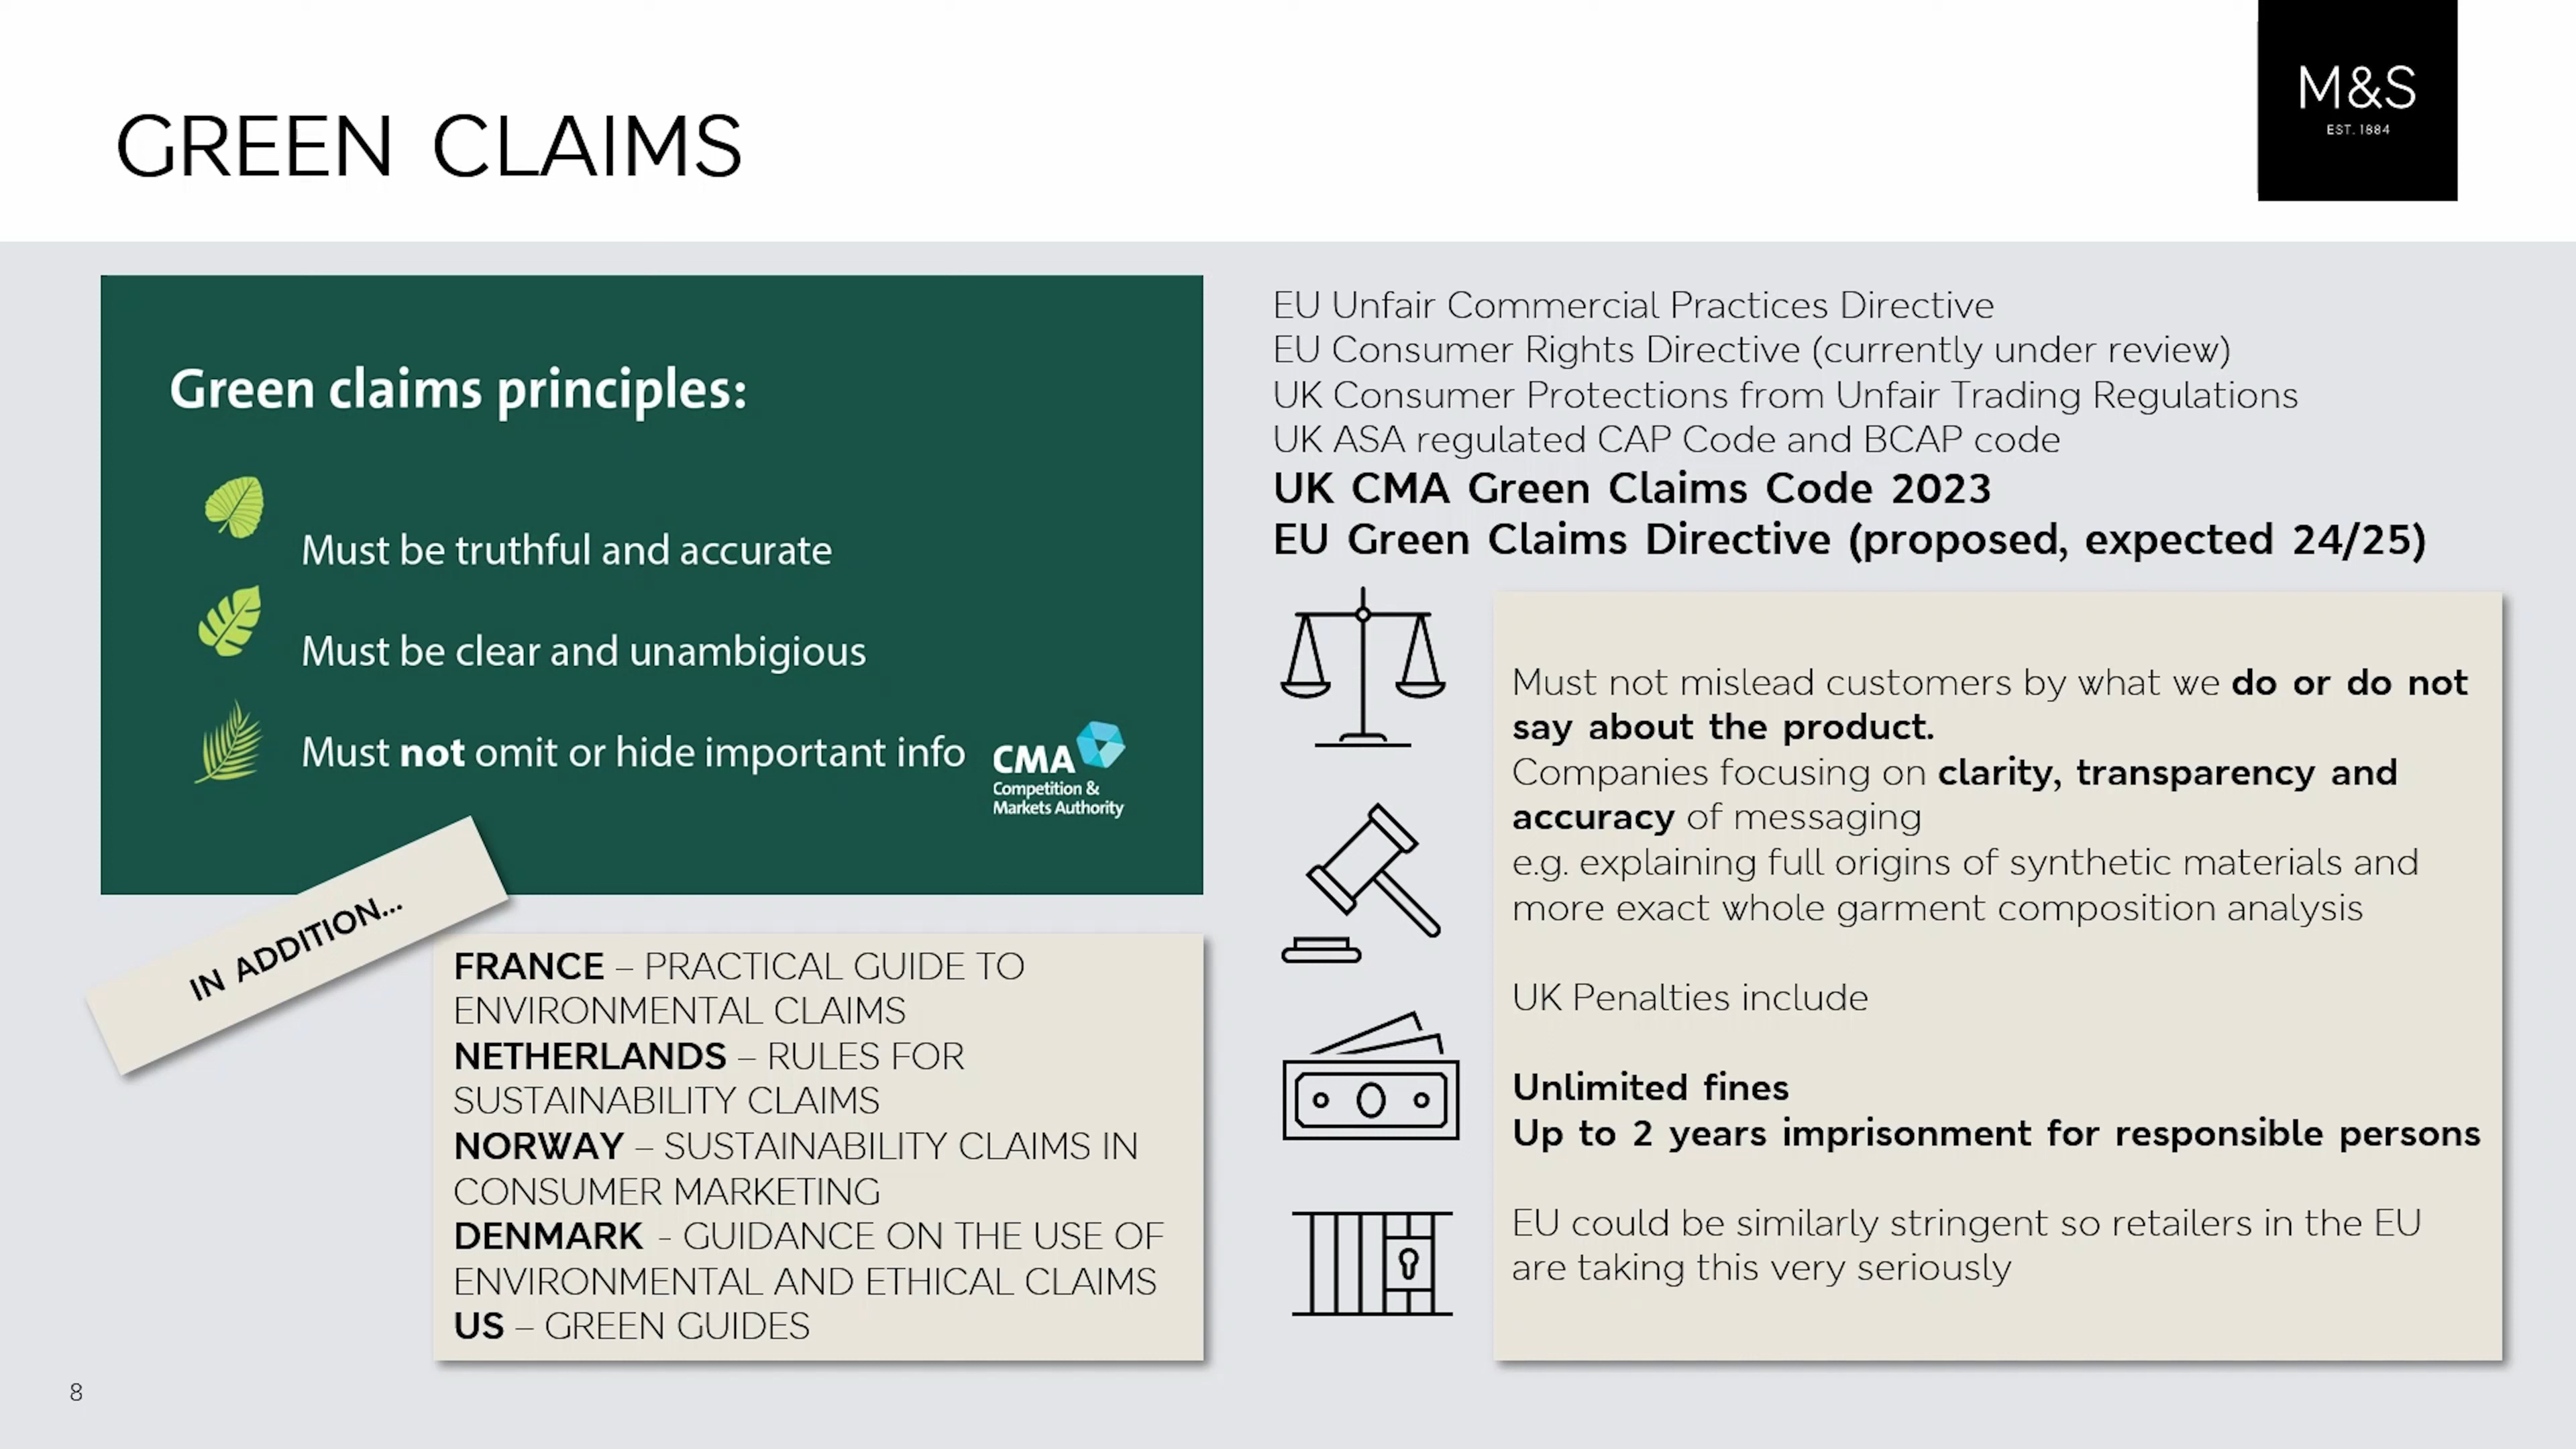 GREEN CLAIMS
M&S
EST. 1884
Green claims principles:
Must be truthful and accurate
Must be clear and unambigious
Must not omit or hide important info
CMA
Competition &
Markets Authority
IN ADDITION...
FRANCE – PRACTICAL GUIDE TO
ENVIRONMENTAL CLAIMS
NETHERLANDS – RULES FOR
SUSTAINABILITY CLAIMS
NORWAY – SUSTAINABILITY CLAIMS IN
CONSUMER MARKETING
DENMARK - GUIDANCE ON THE USE OF
ENVIRONMENTAL AND ETHICAL CLAIMS
US – GREEN GUIDES
EU Unfair Commercial Practices Directive
EU Consumer Rights Directive (currently under review)
UK Consumer Protections from Unfair Trading Regulations
UK ASA regulated CAP Code and BCAP code
UK CMA Green Claims Code 2023
EU Green Claims Directive (proposed, expected 24/25)
Must not mislead customers by what we do or do not
say about the product.
Companies focusing on clarity, transparency and
accuracy of messaging
e.g. explaining full origins of synthetic materials and
more exact whole garment composition analysis
UK Penalties include
Unlimited fines
Up to 2 years imprisonment for responsible persons
EU could be similarly stringent so retailers in the EU
are taking this very seriously
8